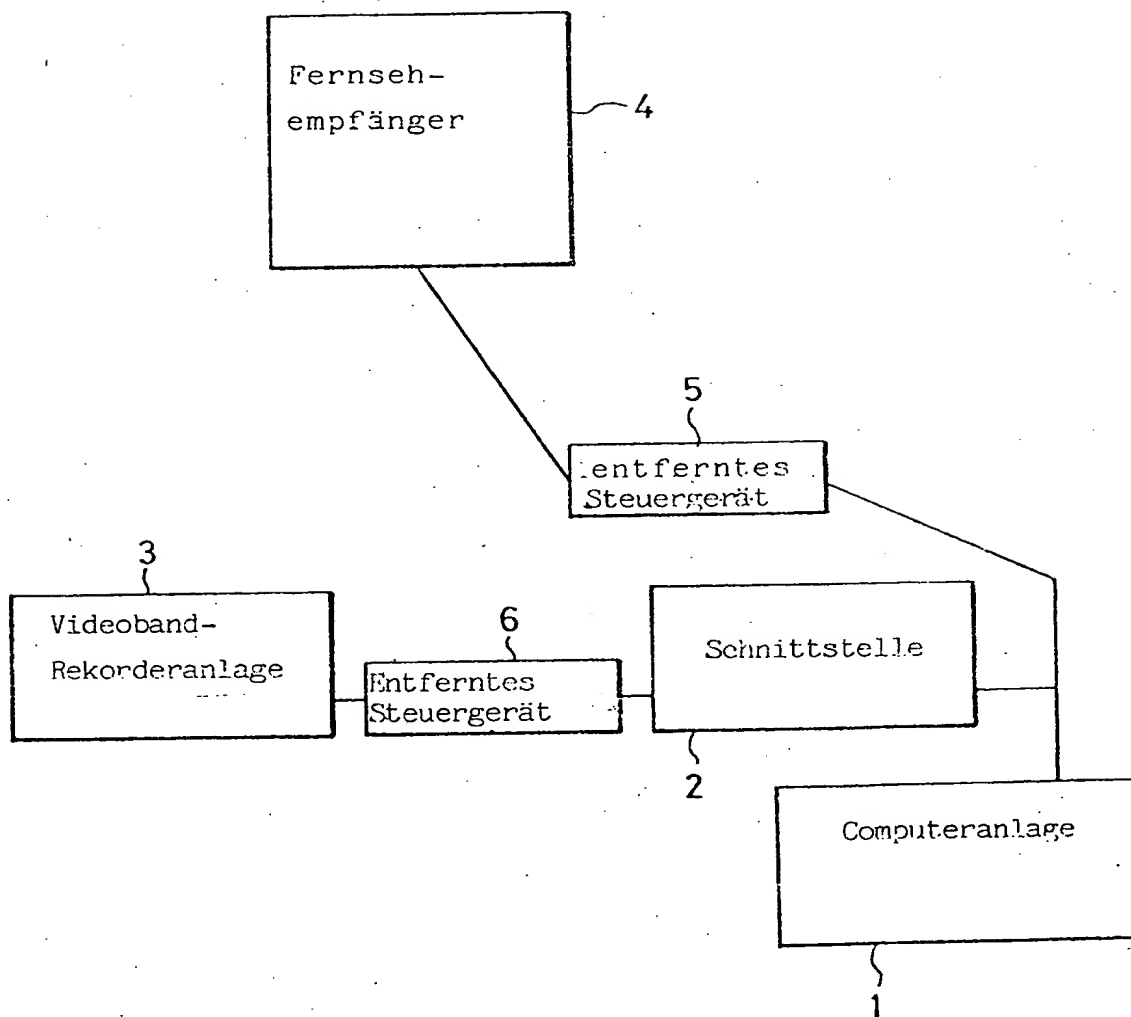 Fernseh-
empfänger
4
5
entferntes
Steuergerät
3
Videoband-
Rekorderanlage
6
Entferntes
Steuergerät
Schnittstelle
2
Computeranlage
1